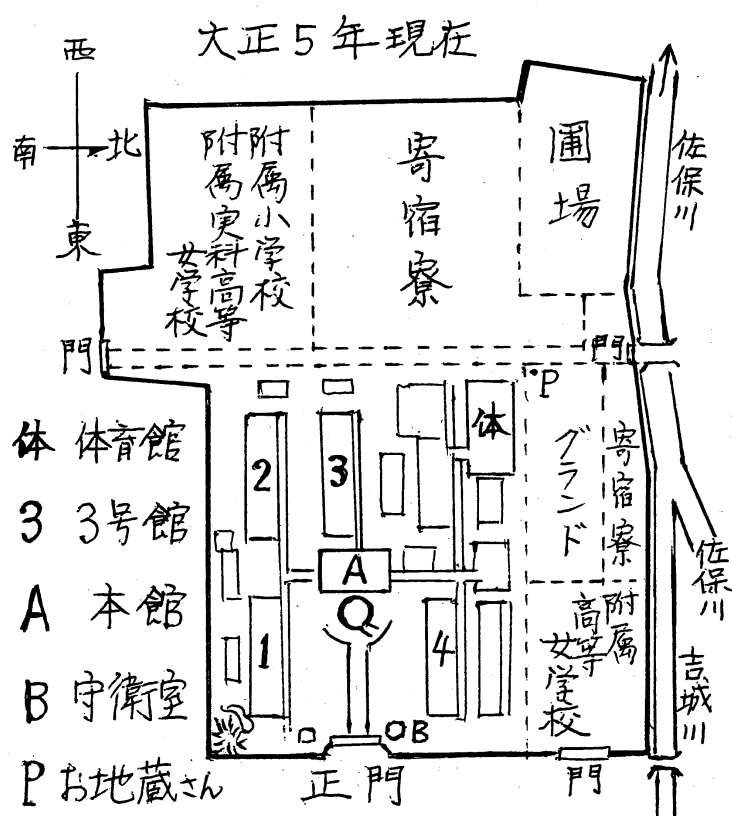 大正5年現在
西
南
北
東
附属小学校
附属実科高等
女学校
寄宿寮
圃場
佐保川
門
門
P
体
グランド
寄宿寮
2
3
A
1
4
佐保川
附属
高等
女学校
吉城川
体 体育館
3 3号館
A 本館
B 守衛室
P お地蔵さん
B
正門
門